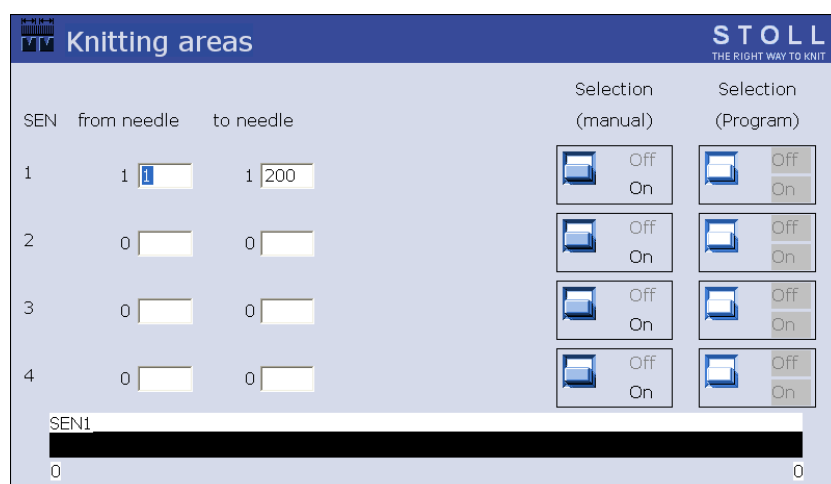 Knitting areas
STOLL
THE RIGHT WAY TO KNIT
Selection Selection
SEN from needle to needle (manual) (Program)
1 1 1 1 200 Off On Off On
2 0 0 Off On Off On
3 0 0 Off On Off On
4 0 0 Off On Off On
SEN1
0 0